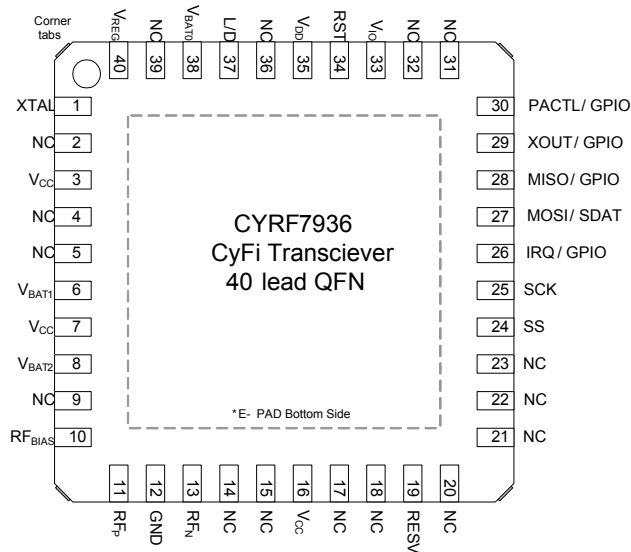 Corner
tabs
VREG
NC
VBAT0
L/D
NC
VDD
RST
VIO
NC
NC
40
39
38
37
36
35
34
33
32
31
XTAL 1
NC 2
VCC 3
NC 4
NC 5
VBAT1 6
VCC 7
VBAT2 8
NC 9
RFBIAS 10
CYRF7936
CyFi Transciever
40 lead QFN
*E- PAD Bottom Side
30 PACTL/ GPIO
29 XOUT/ GPIO
28 MISO/ GPIO
27 MOSI/ SDAT
26 IRQ/ GPIO
25 SCK
24 SS
23 NC
22 NC
21 NC
11
12
13
14
15
16
17
18
19
20
RFP
GND
RFN
NC
NC
VCC
NC
NC
RESV
NC